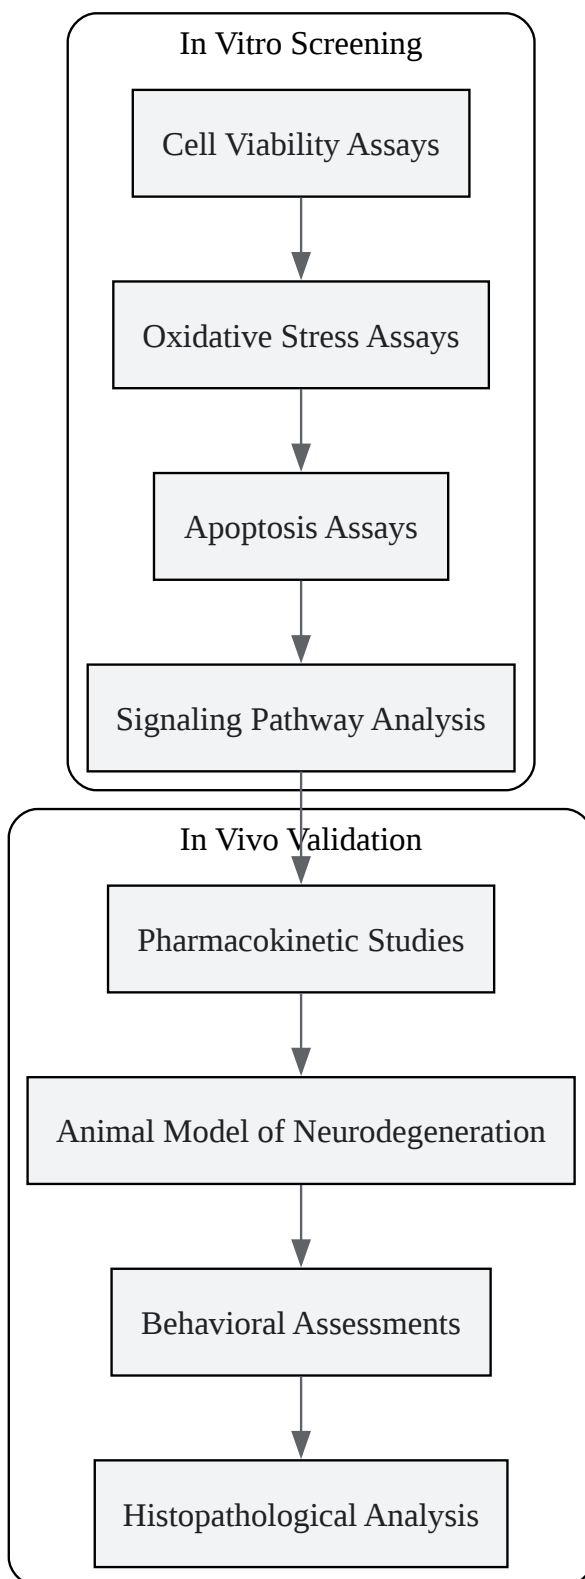 In Vitro Screening
Cell Viability Assays
Oxidative Stress Assays
Apoptosis Assays
Signaling Pathway Analysis
In Vivo Validation
Pharmacokinetic Studies
Animal Model of Neurodegeneration
Behavioral Assessments
Histopathological Analysis